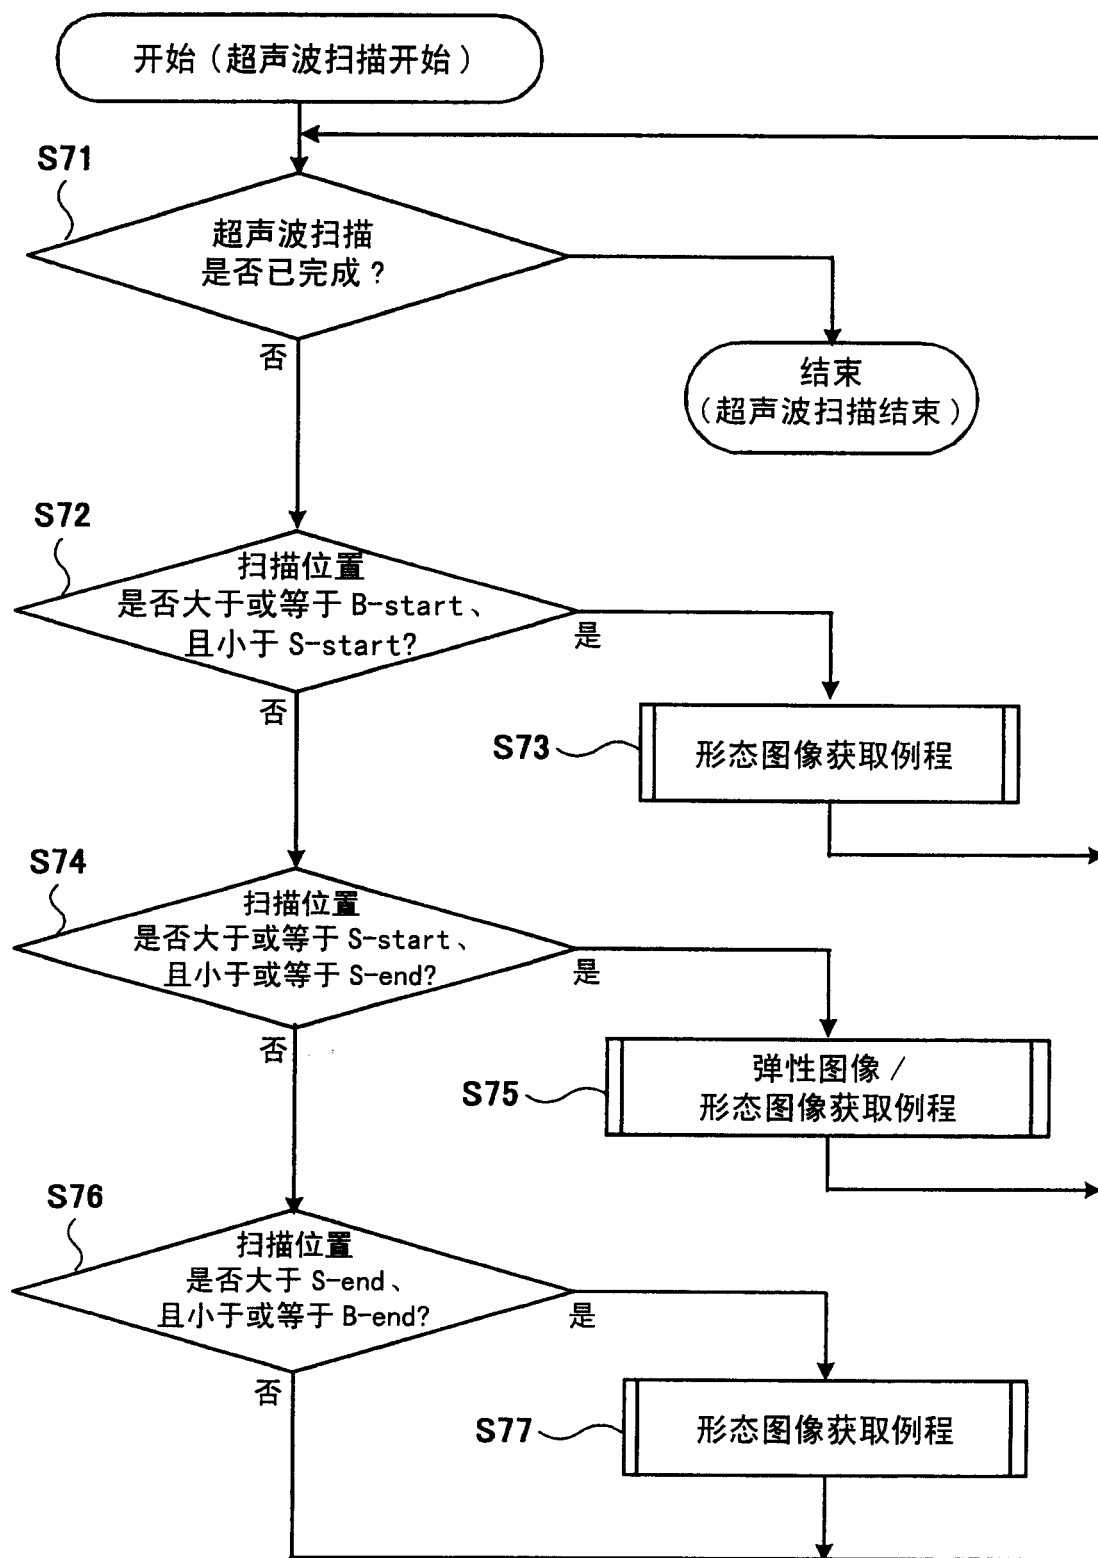 开始（超声波扫描开始）
S71
超声波扫描
是否已完成？
否
结束
（超声波扫描结束）
S72
扫描位置
是否大于或等于 B-start、
且小于 S-start?
是
否
S73
形态图像获取例程
S74
扫描位置
是否大于或等于 S-start、
且小于或等于 S-end?
是
否
S75
弹性图像 /
形态图像获取例程
S76
扫描位置
是否大于 S-end、
且小于或等于 B-end?
是
否
S77
形态图像获取例程